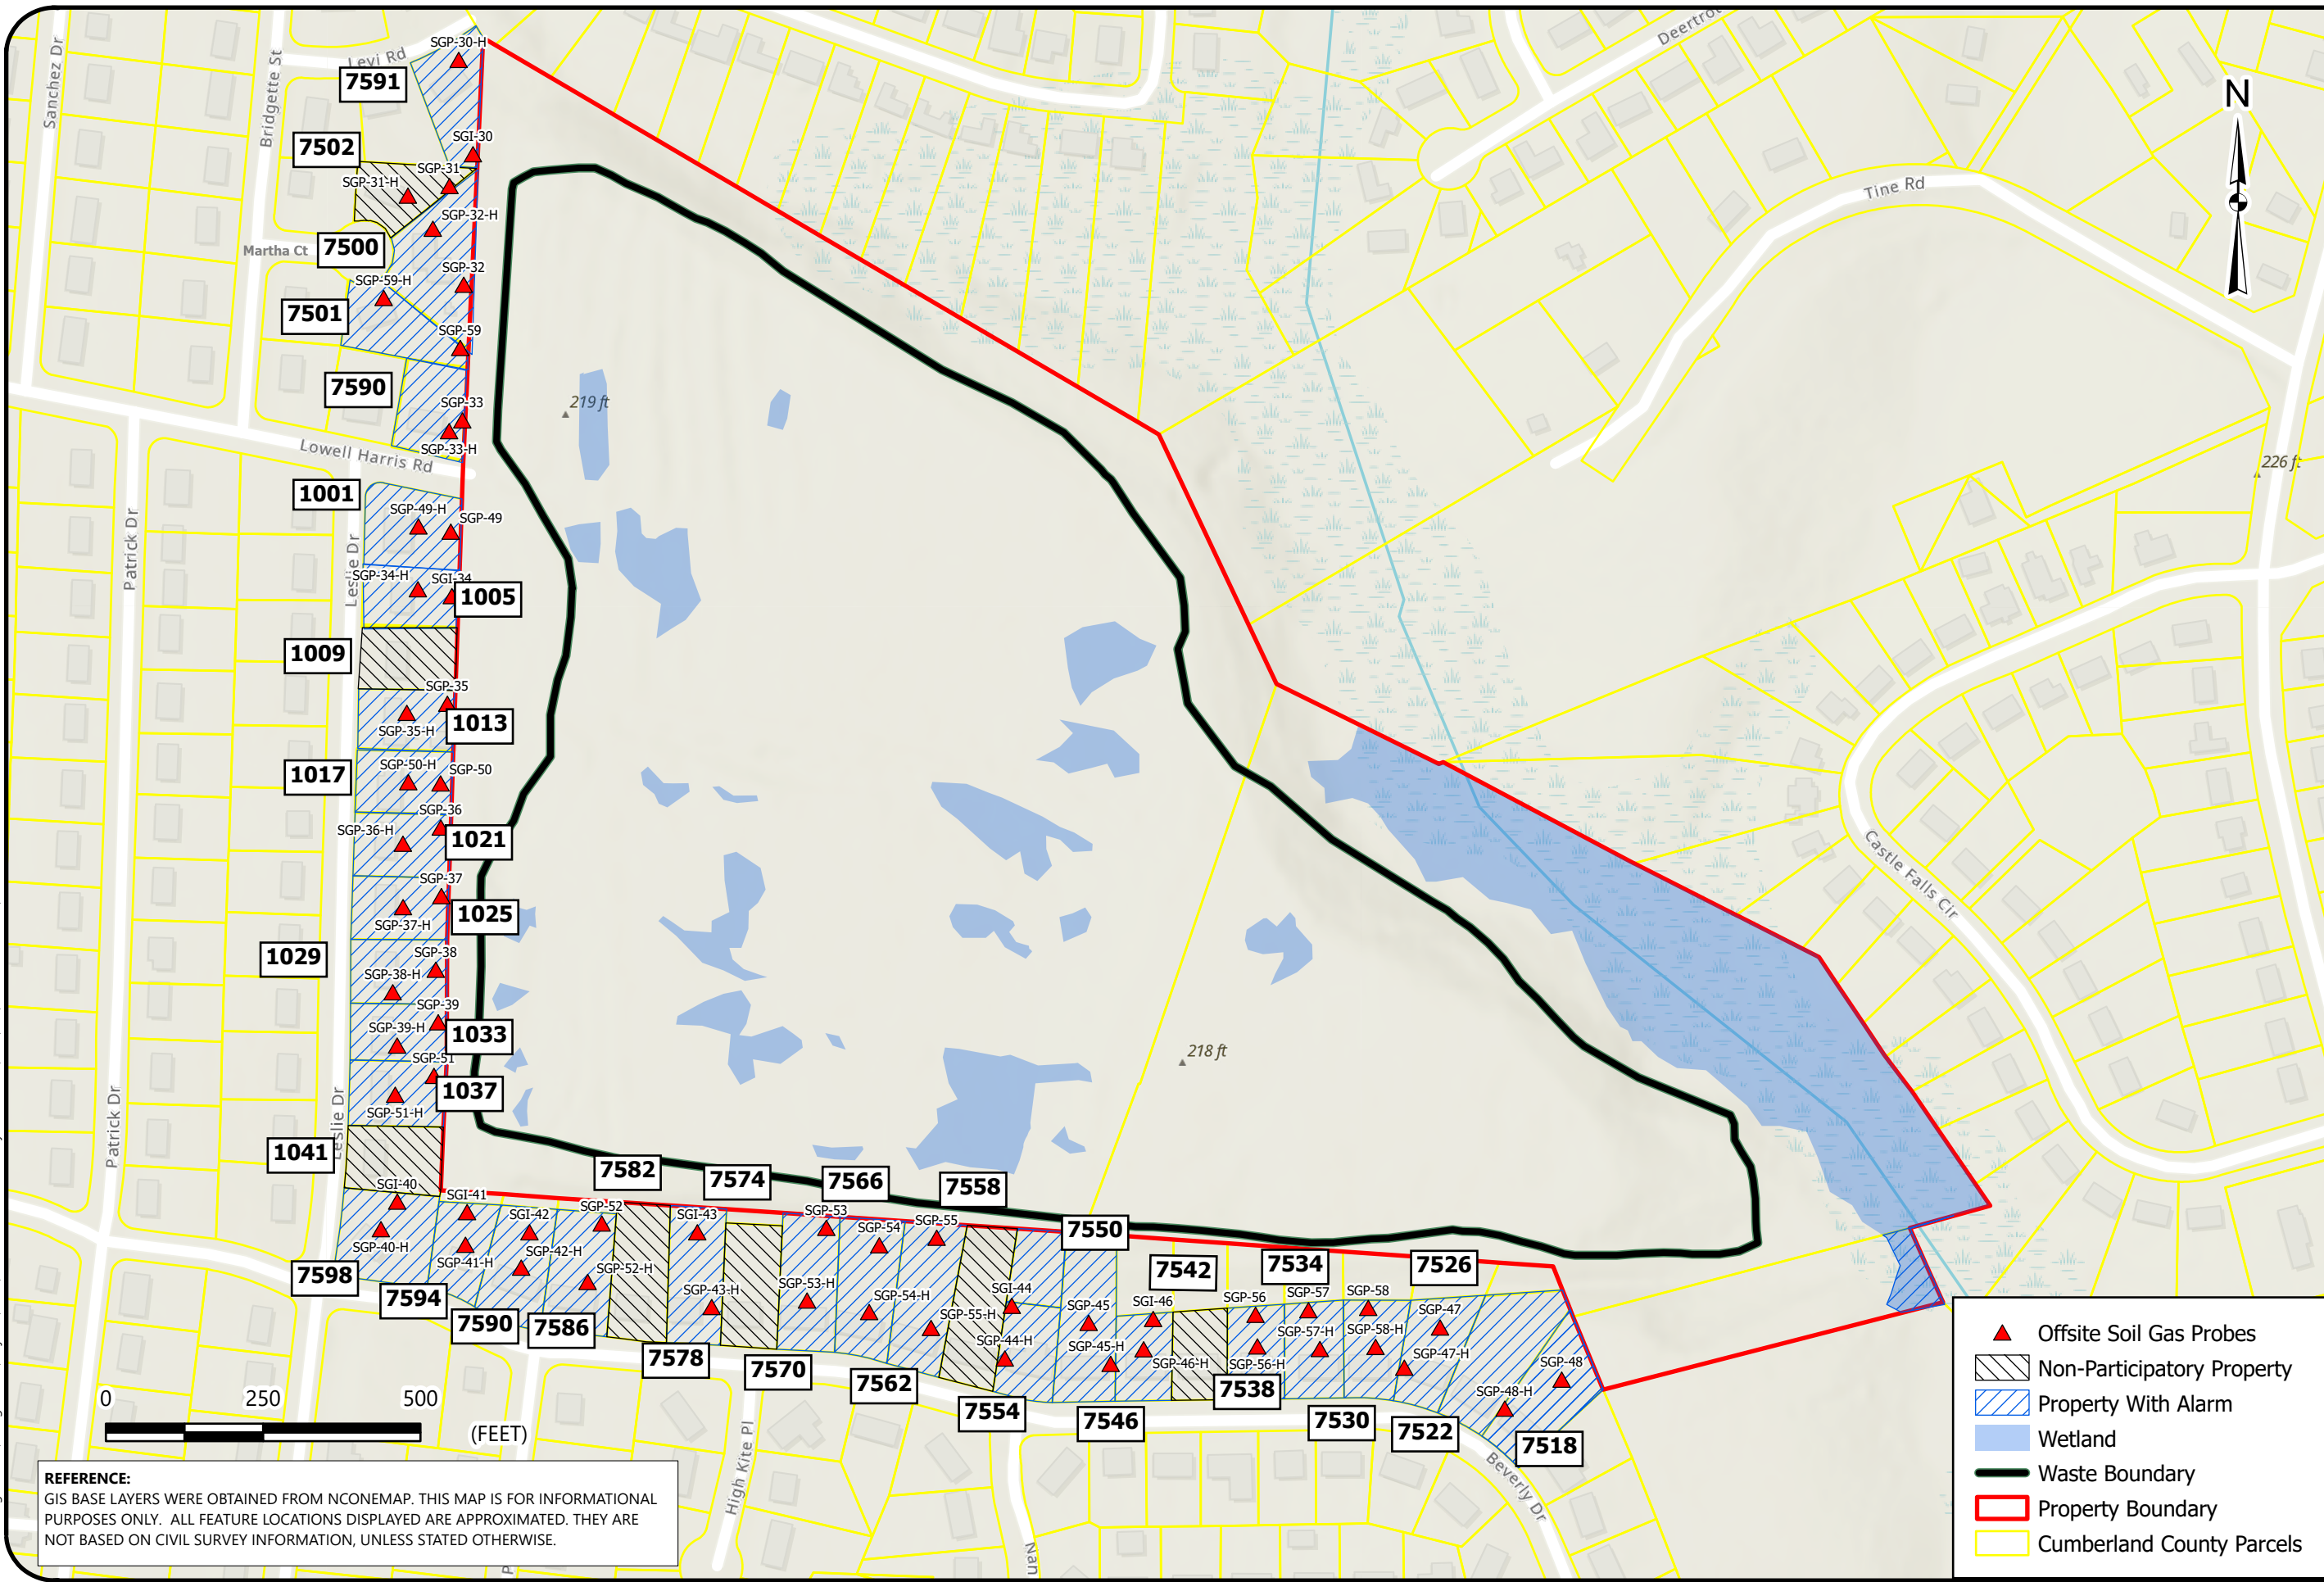 Sanchez Dr
Bridgette St
Levi Rd
SGP-30-H
7591
Deertrou
N
7502
SGI-30
SGP-31
SGP-31-H
SGP-32-H
Martha Ct
7500
SGP-32
SGP-59-H
7501
SGP-59
7590
SGP-33
SGP-33-H
Lowell Harris Rd
Tine Rd
219 ft
226 ft
1001
SGP-49-H
SGP-49
Patrick Dr
Leslie Dr
SGP-34-H
SGI-34
1005
1009
SGP-35
SGP-35-H
1013
1017
SGP-50-H
SGP-50
SGP-36
SGP-36-H
1021
SGP-37
SGP-37-H
1025
1029
SGP-38
SGP-38-H
SGP-39
SGP-39-H
1033
SGP-51
SGP-51-H
1037
218 ft
Castle Falls Cir
Patrick Dr
Leslie Dr
1041
SGI-40
SGP-40-H
7598
SGI-41
SGP-41-H
7594
SGI-42
SGP-42-H
7590
SGP-52
SGP-52-H
7586
7582
SGI-43
SGP-43-H
7578
7574
SGP-53
SGP-53-H
7570
7566
SGP-54
SGP-54-H
7562
SGP-55
SGP-55-H
7558
SGI-44
SGP-44-H
7554
7550
SGP-45
SGP-45-H
7546
SGI-46
SGP-46-H
7542
SGP-56
SGP-56-H
7538
7534
SGP-57
SGP-57-H
7530
SGP-58
SGP-58-H
7526
SGP-47
SGP-47-H
7522
SGP-48
SGP-48-H
7518
High Kite Pl
Nan
Beverly Dr
0 250 500
(FEET)
REFERENCE:
GIS BASE LAYERS WERE OBTAINED FROM NCONEMAP. THIS MAP IS FOR INFORMATIONAL
PURPOSES ONLY. ALL FEATURE LOCATIONS DISPLAYED ARE APPROXIMATED. THEY ARE
NOT BASED ON CIVIL SURVEY INFORMATION, UNLESS STATED OTHERWISE.
Offsite Soil Gas Probes
Non-Participatory Property
Property With Alarm
Wetland
Waste Boundary
Property Boundary
Cumberland County Parcels